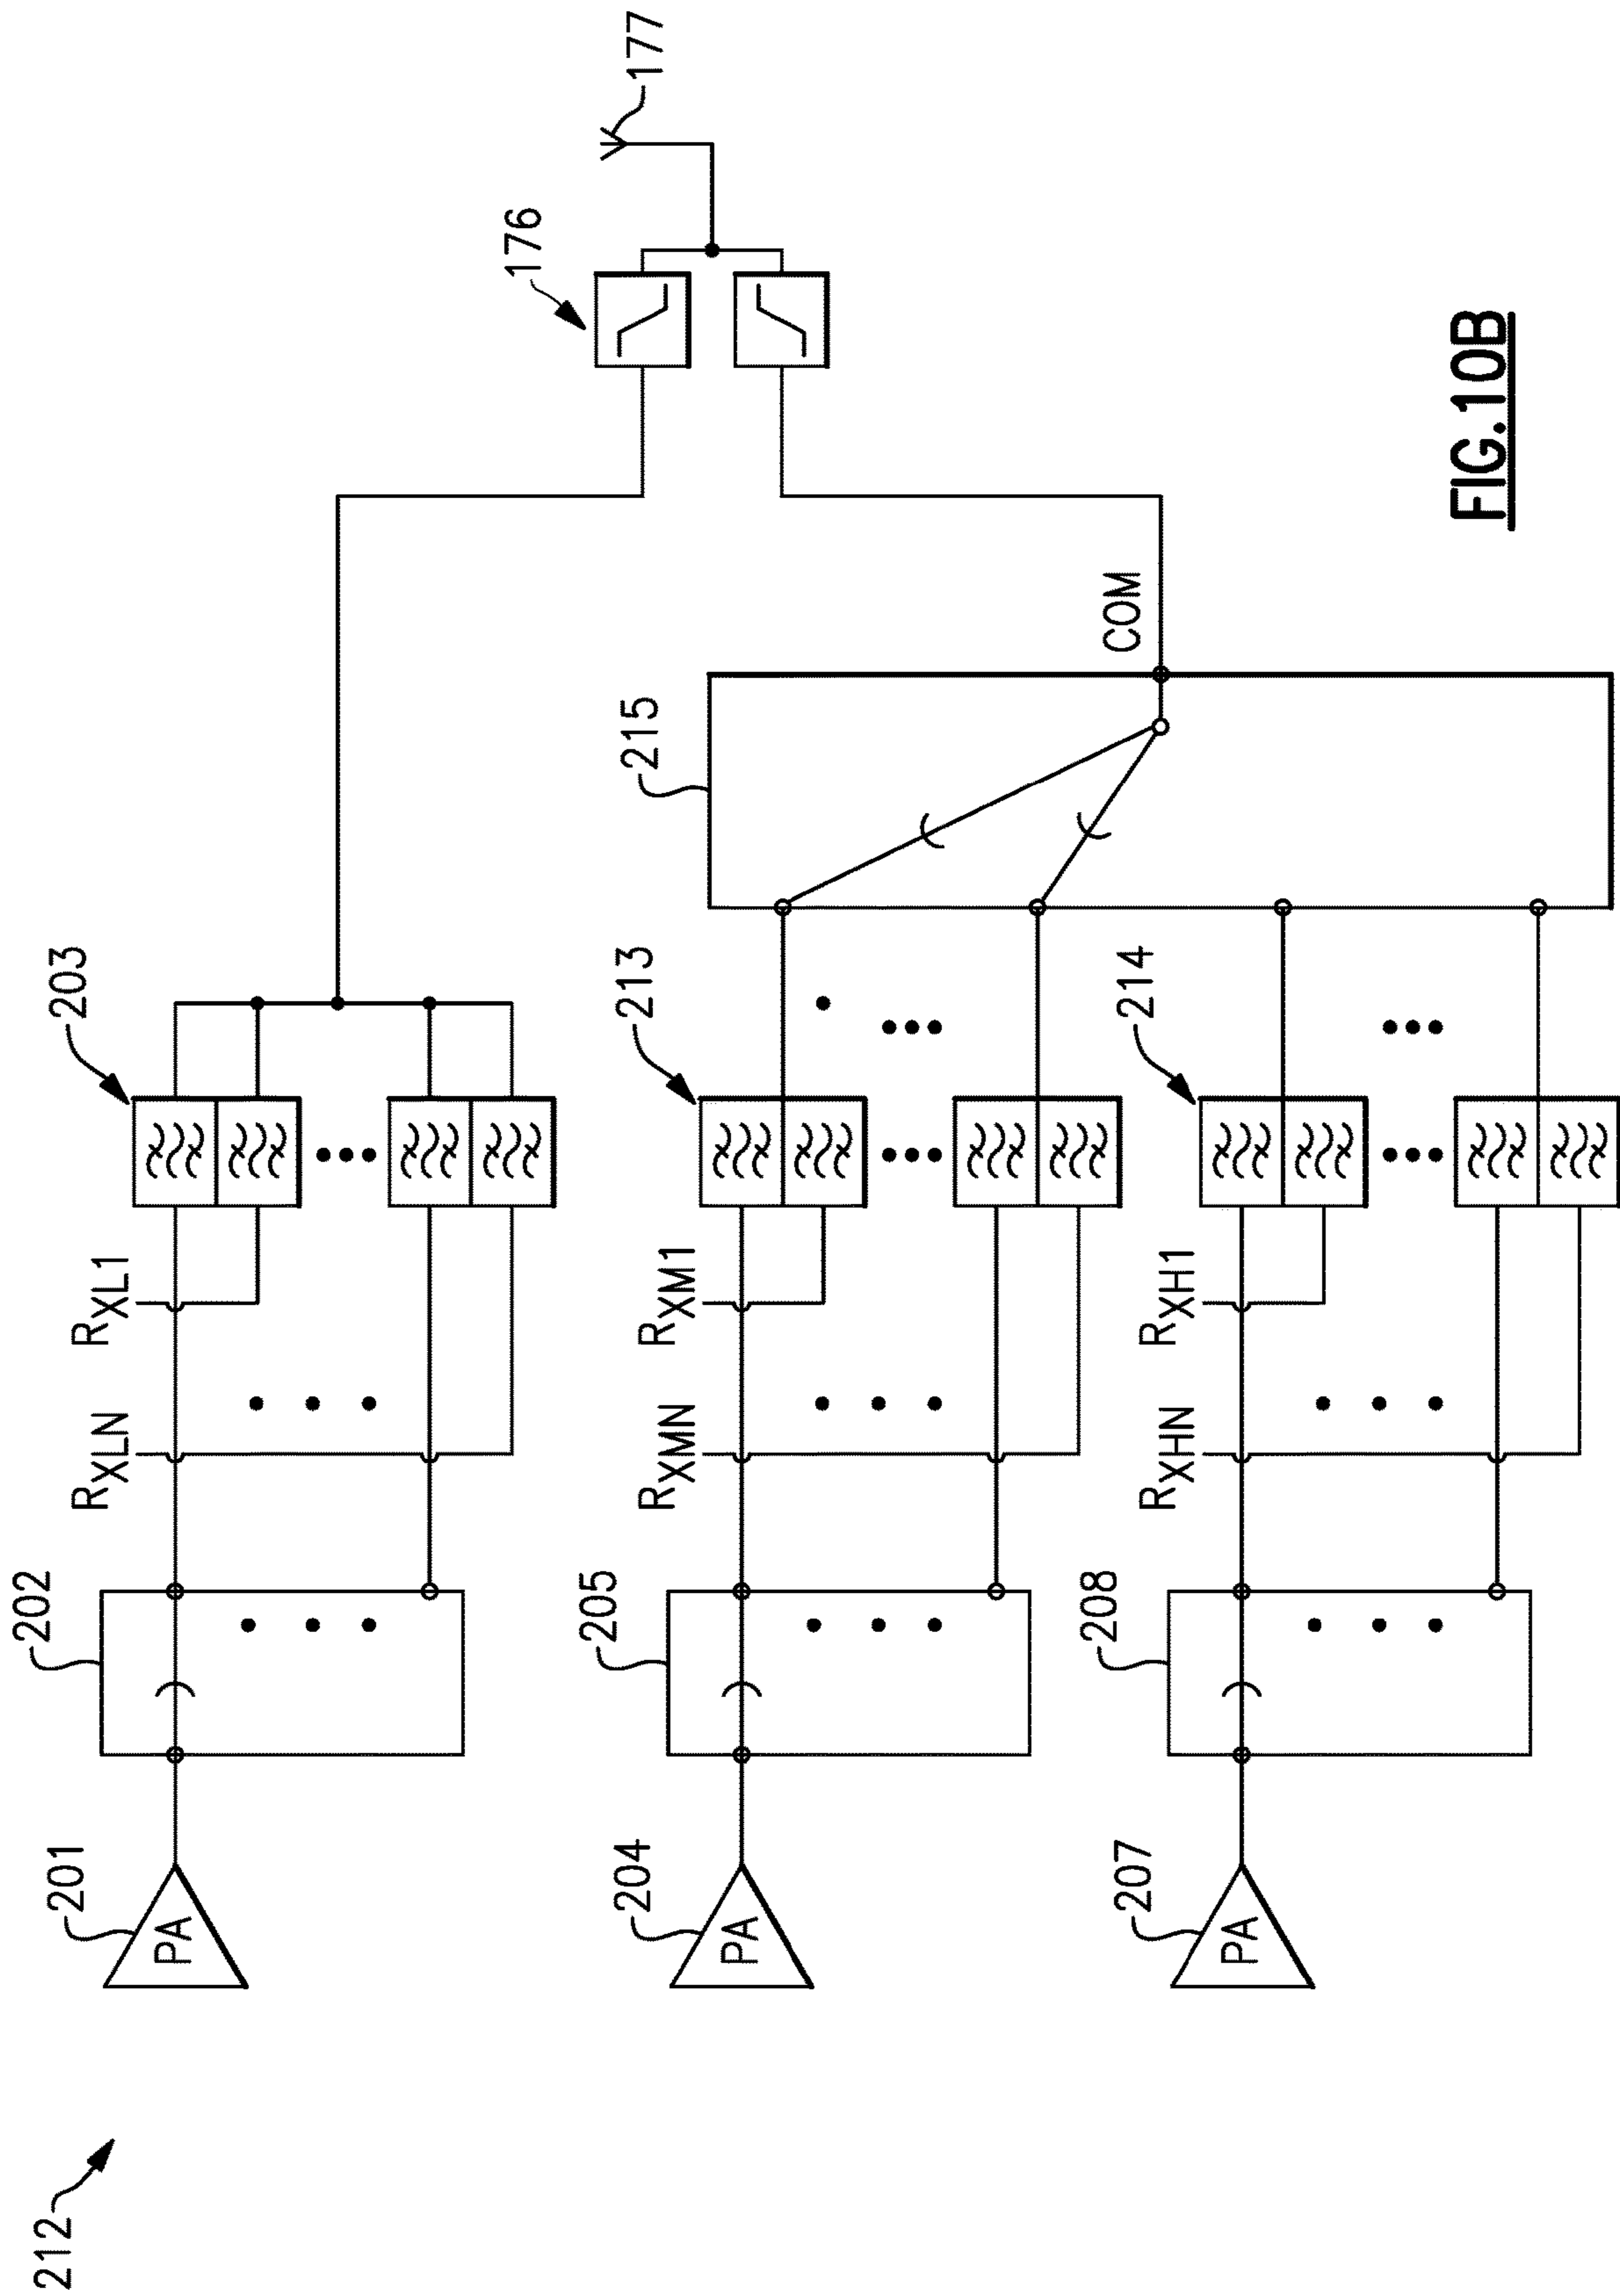 212
201
PA
202
RXLN
RXL1
203
176
177
204
PA
205
RXMN
RXM1
213
215
COM
207
PA
208
RXHN
RXH1
214
FIG.10B